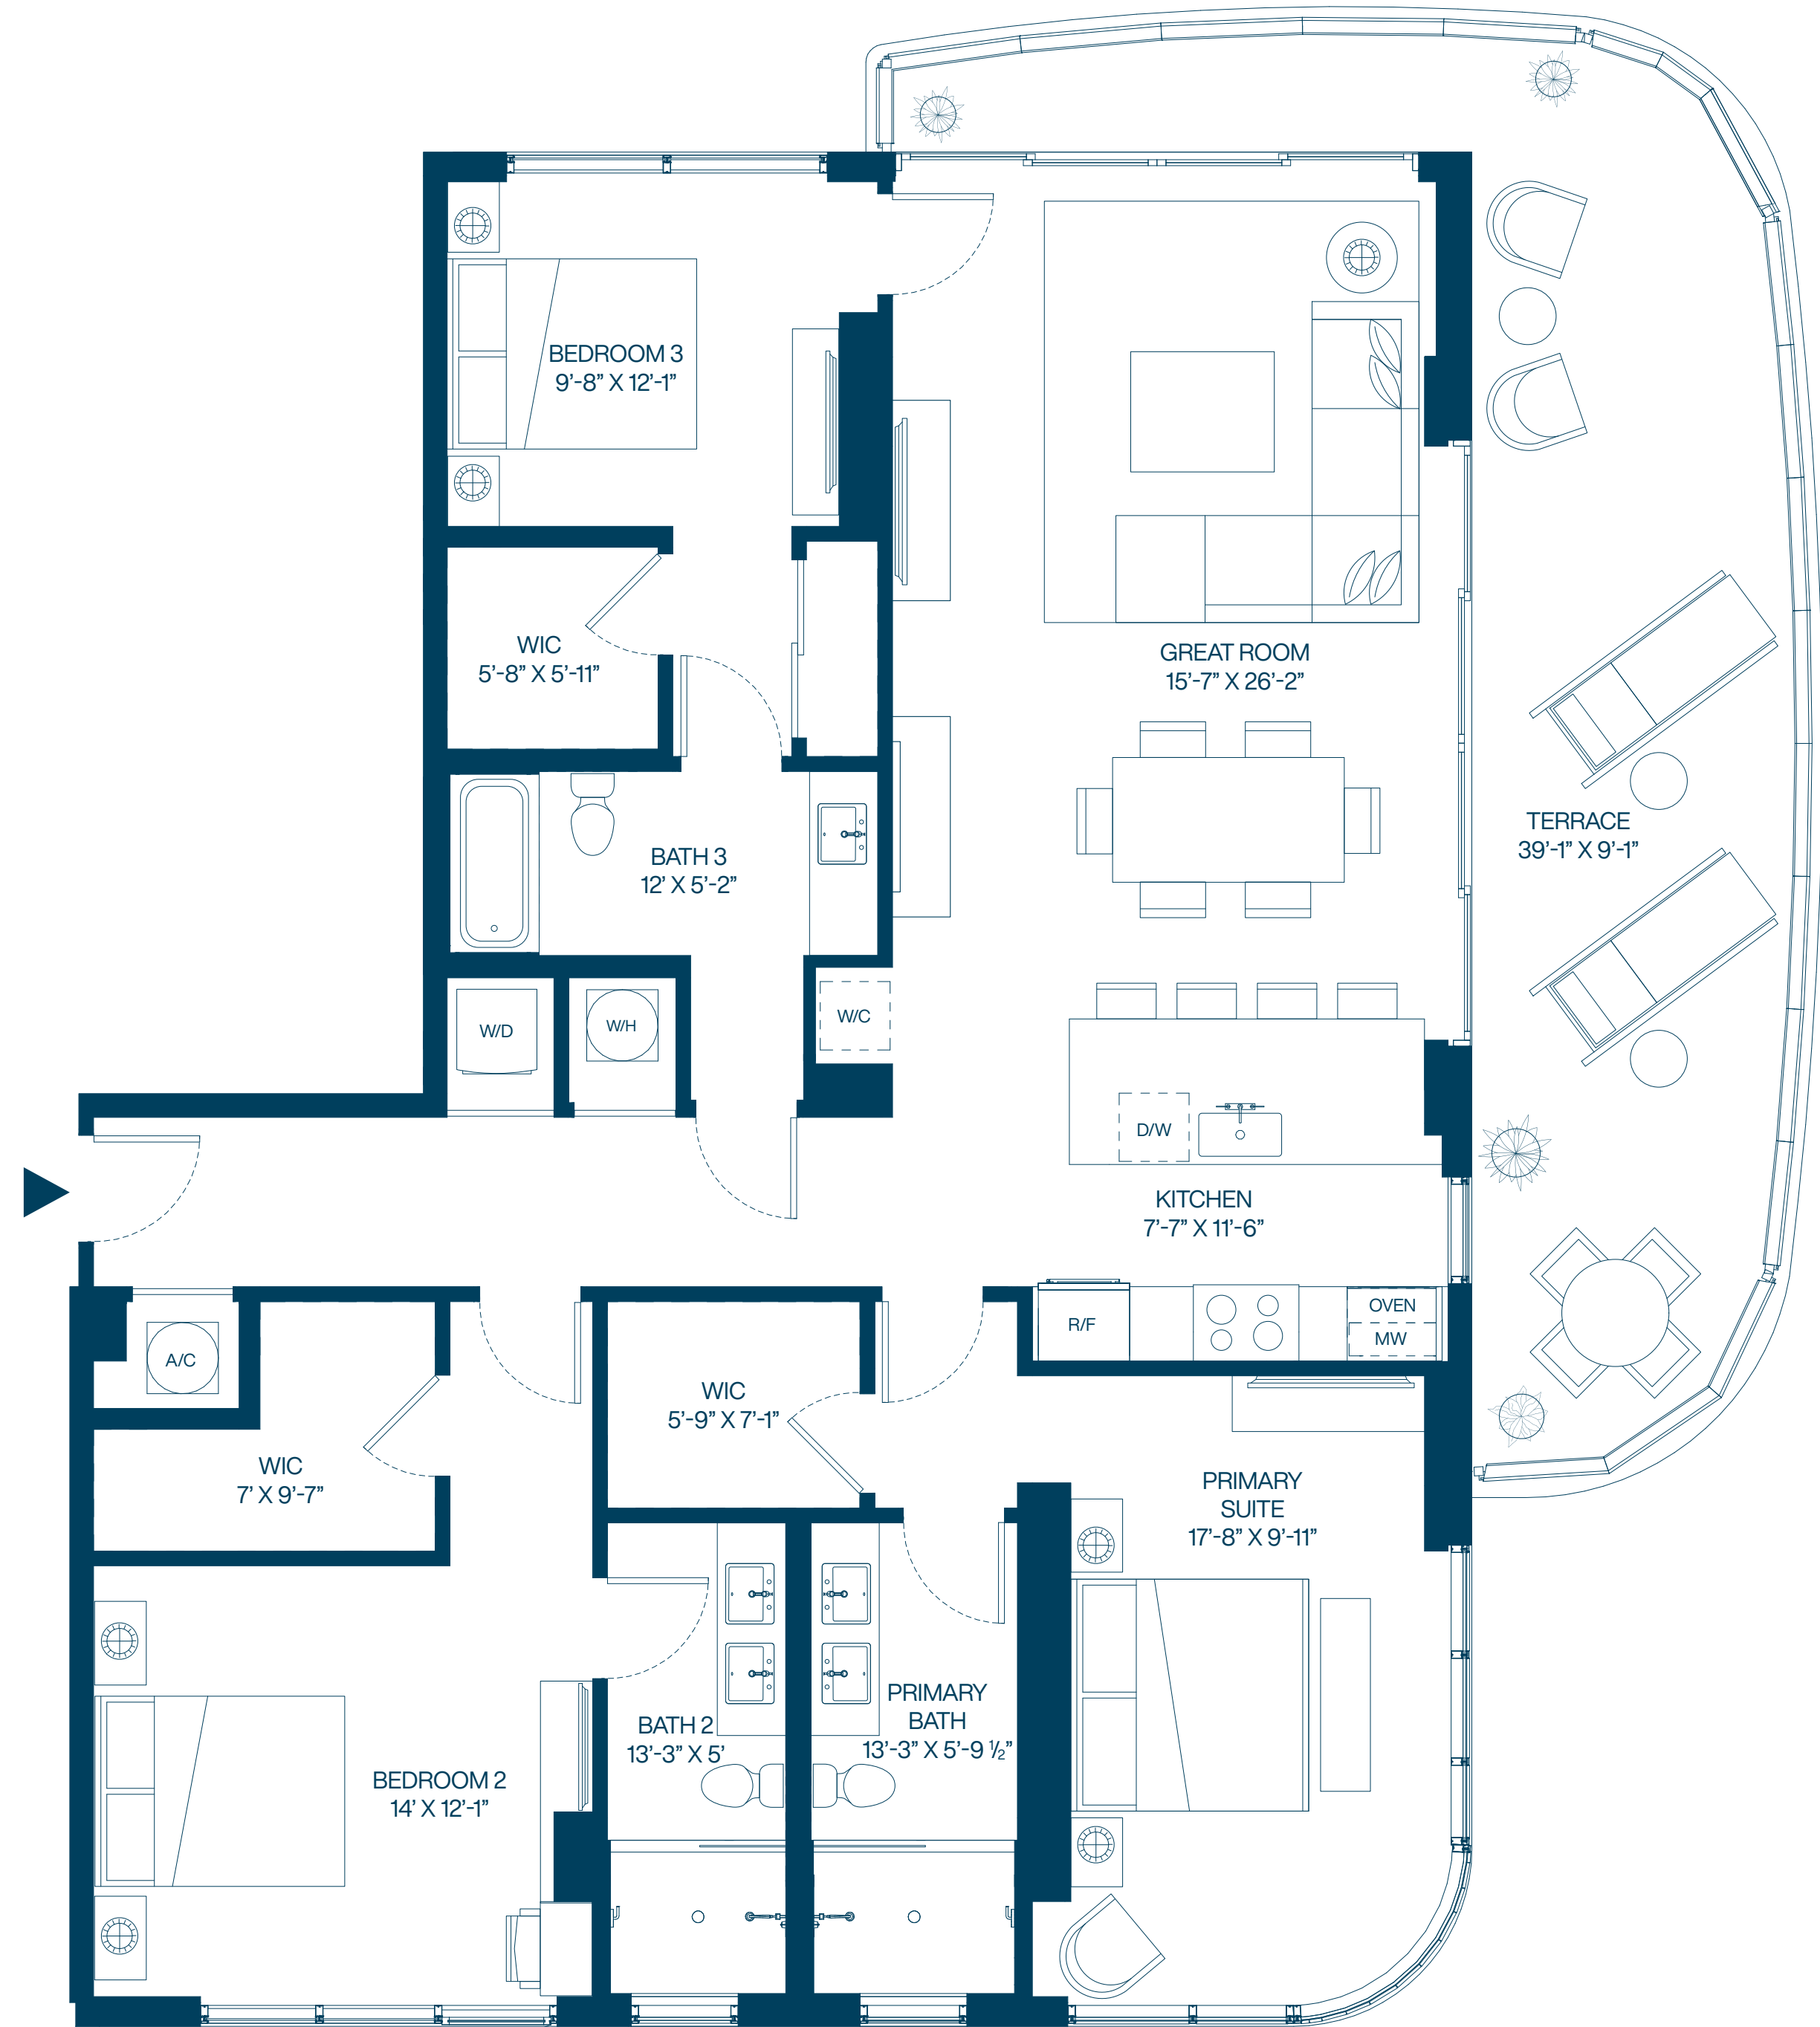 BEDROOM 3
9’-8” X 12’-1”
WIC
5’-8” X 5’-11”
GREAT ROOM
15’-7” X 26’-2”
TERRACE
39’-1” X 9’-1”
BATH 3
12’ X 5’-2”
W/D
W/H
W/C
D/W
KITCHEN
7’-7” X 11’-6”
R/F
OVEN
MW
A/C
WIC
5’-9” X 7’-1”
WIC
7’ X 9’-7”
PRIMARY
SUITE
17’-8” X 9’-11”
PRIMARY
BATH
13’-3” X 5’-9 ½”
BATH 2
13’-3” X 5’
BEDROOM 2
14’ X 12’-1”